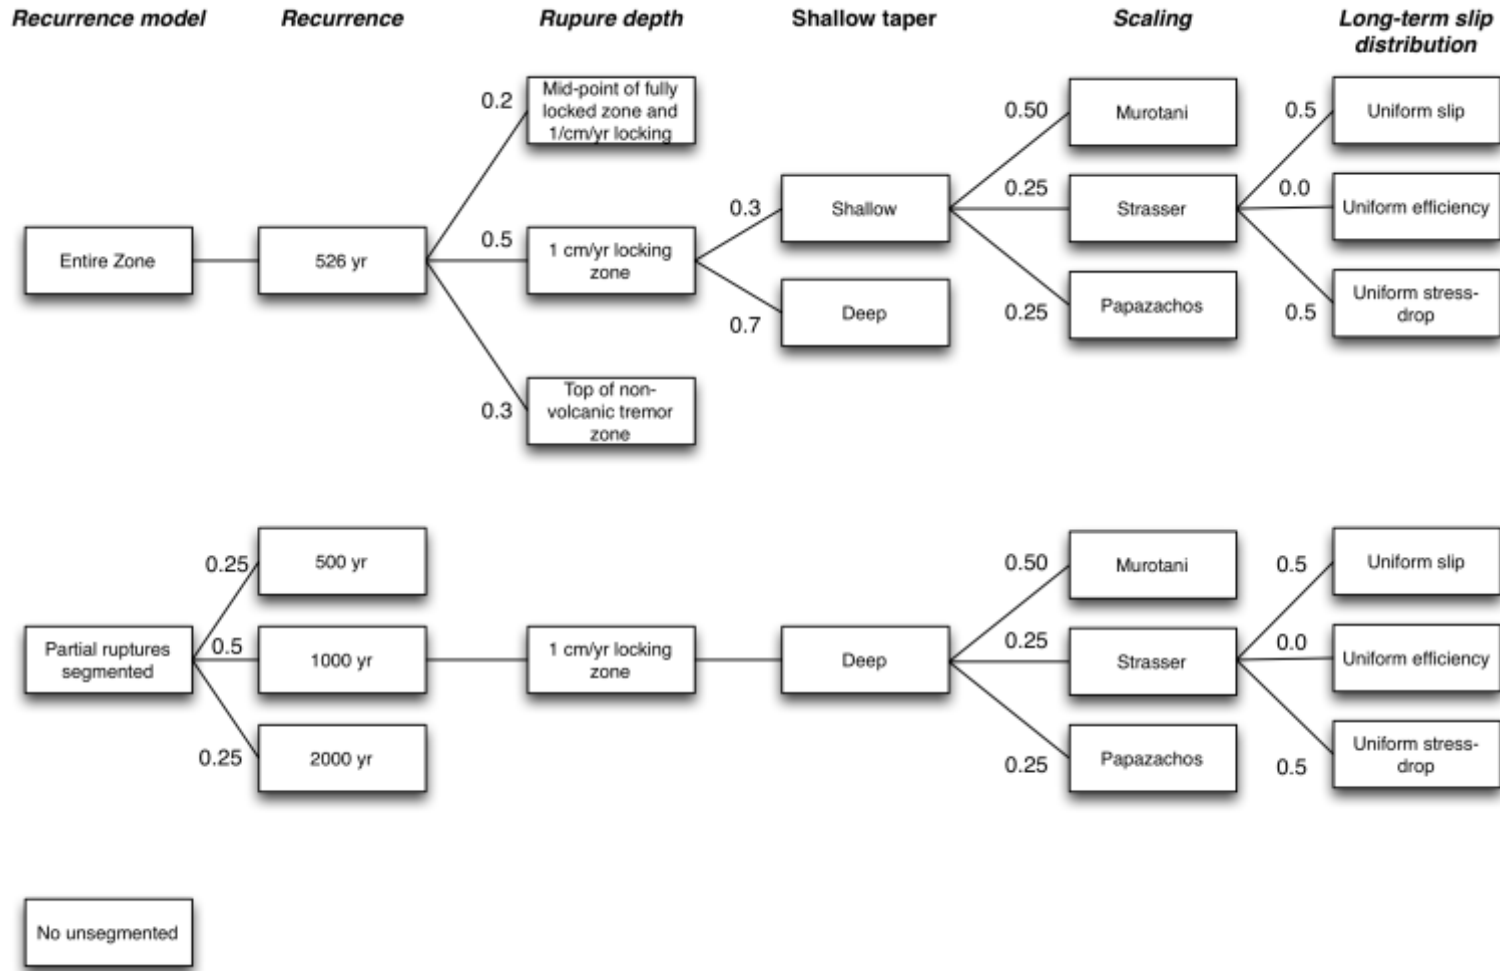 Recurrence model
Recurrence
Rupure depth
Shallow taper
Scaling
Long-term slip
distribution
Entire Zone
526 yr
0.2
Mid-point of fully
locked zone and
1/cm/yr locking
0.5
1 cm/yr locking
zone
0.3
Top of non-
volcanic tremor
zone
0.3
Shallow
0.7
Deep
0.50
Murotani
0.25
Strasser
0.25
Papazachos
0.5
Uniform slip
0.0
Uniform efficiency
0.5
Uniform stress-
drop
Partial ruptures
segmented
0.25
500 yr
0.5
1000 yr
0.25
2000 yr
1 cm/yr locking
zone
Deep
0.50
Murotani
0.25
Strasser
0.25
Papazachos
0.5
Uniform slip
0.0
Uniform efficiency
0.5
Uniform stress-
drop
No unsegmented